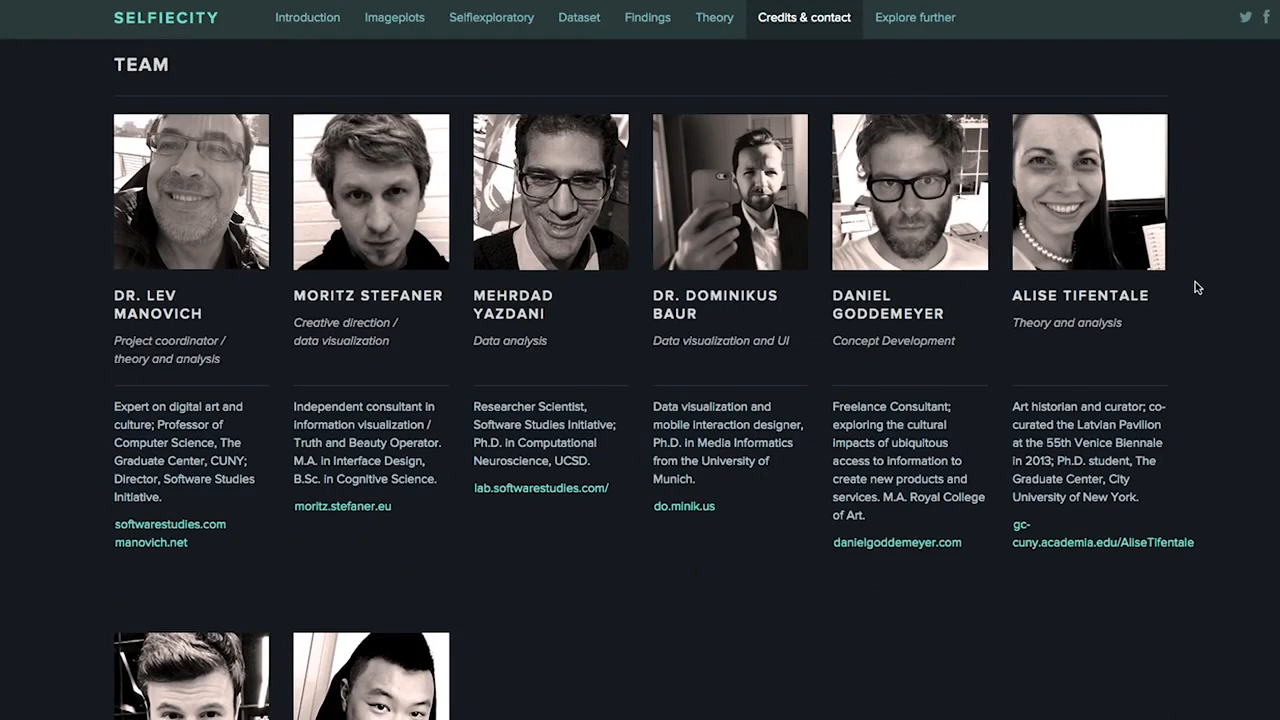 SELFIECITY
Introduction
Imageplots
Selfiexploratory
Dataset
Findings
Theory
Credits & contact
Explore further
TEAM
DR. LEV
MANOVICH
Project coordinator /
theory and analysis
Expert on digital art and
culture; Professor of
Computer Science, The
Graduate Center, CUNY;
Director, Software Studies
Initiative.
softwarestudies.com
manovich.net
MORITZ STEFANER
Creative direction /
data visualization
Independent consultant in
information visualization /
Truth and Beauty Operator.
M.A. in Interface Design,
B.Sc. in Cognitive Science.
moritz.stefaner.eu
MEHRDAD
YAZDANI
Data analysis
Researcher Scientist,
Software Studies Initiative;
Ph.D. in Computational
Neuroscience, UCSD.
lab.softwarestudies.com/
DR. DOMINIKUS
BAUR
Data visualization and UI
Data visualization and
mobile interaction designer,
Ph.D. in Media Informatics
from the University of
Munich.
do.minik.us
DANIEL
GODDEMEYER
Concept Development
Freelance Consultant;
exploring the cultural
impacts of ubiquitous
access to information to
create new products and
services. M.A. Royal College
of Art.
danielgoddemeyer.com
ALISE TIFENTALE
Theory and analysis
Art historian and curator; co-
curated the Latvian Pavilion
at the 55th Venice Biennale
in 2013; Ph.D. student, The
Graduate Center, City
University of New York.
gc-
cuny.academia.edu/AliseTifentale